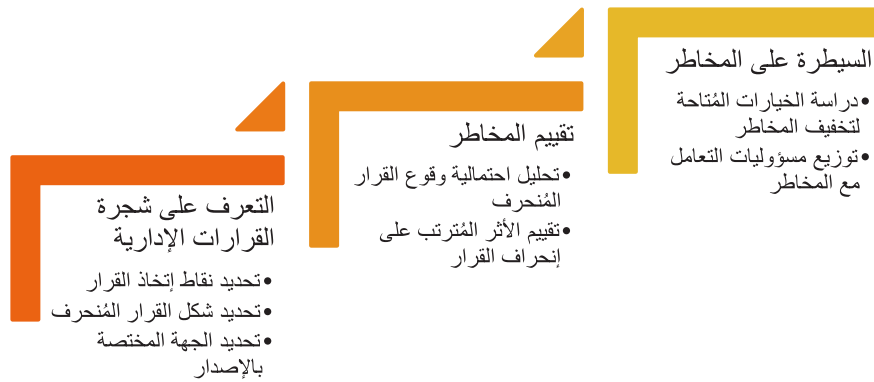 التعرف على شجرة
القرارات الإدارية
•تحديد نقاط إتخاذ القرار
•تحديد شكل القرار المُنحرف
•تحديد الجهة المختصة
بالإصدار
تقييم المخاطر
•تحليل احتمالية وقوع القرار
المُنحرف
•تقييم الأثر المُترتب على
إنحراف القرار
السيطرة على المخاطر
•دراسة الخيارات المُتاحة
لتخفيف المخاطر
•توزيع مسؤوليات التعامل
مع المخاطر